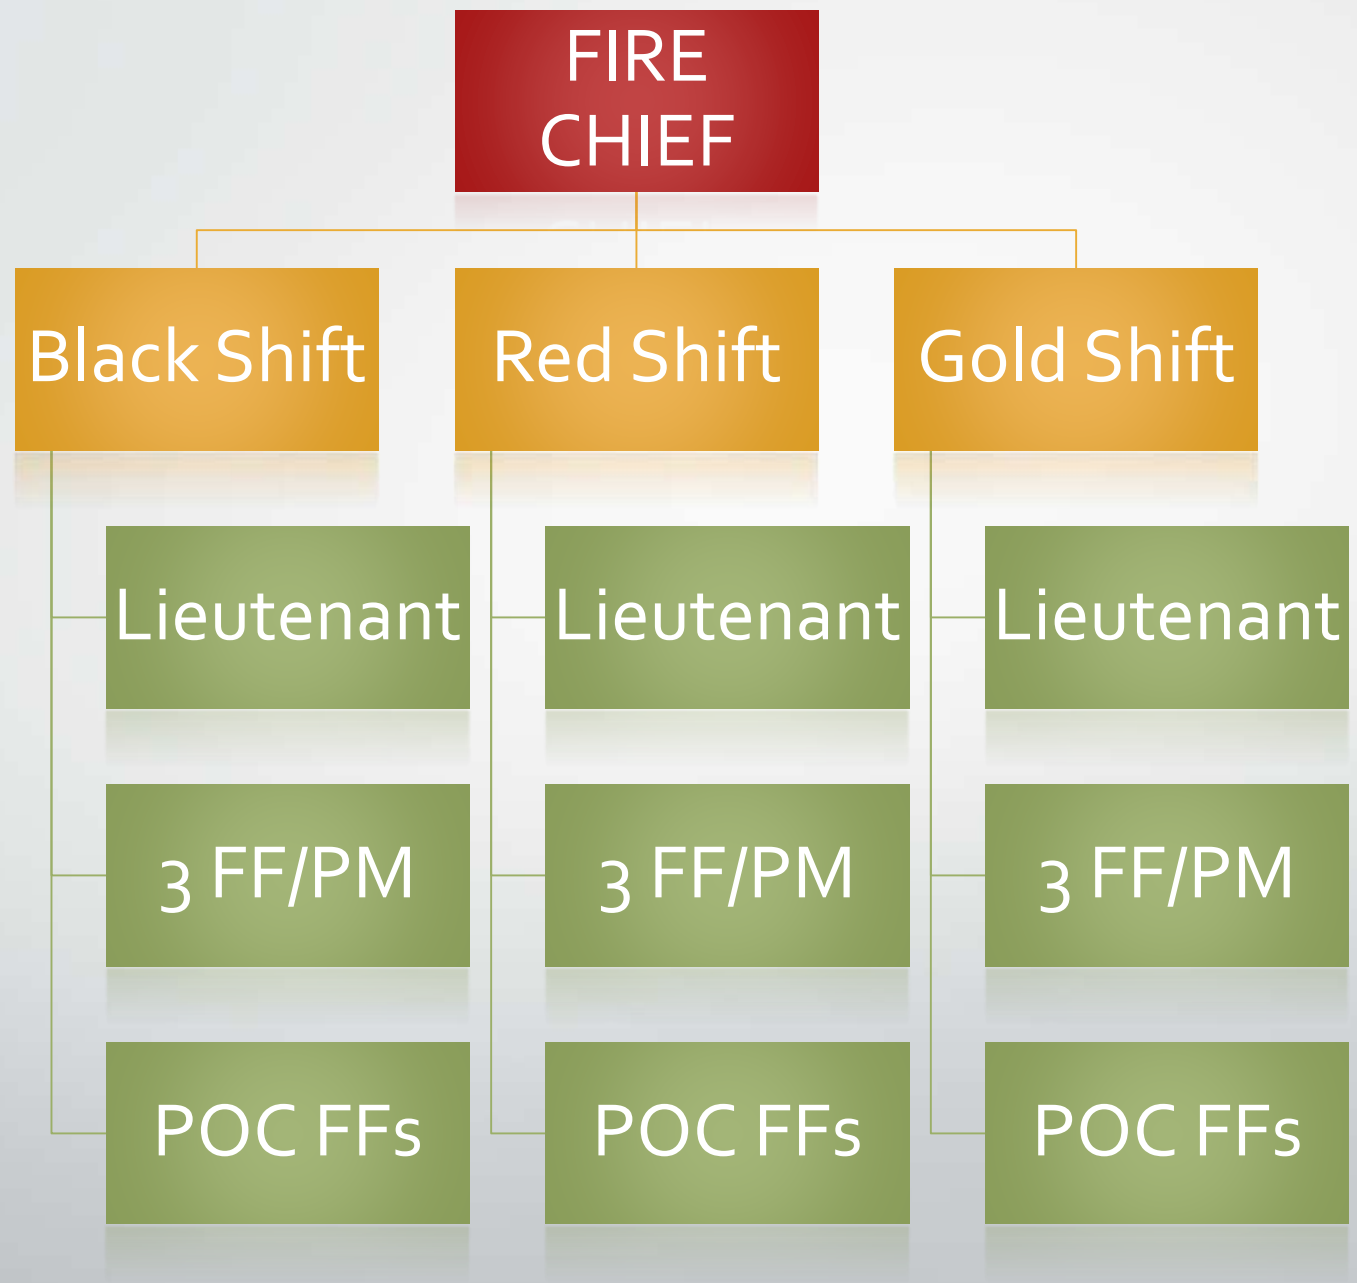 FIRE
CHIEF
Black Shift
Red Shift
Gold Shift
Lieutenant
Lieutenant
Lieutenant
3 FF/PM
3 FF/PM
3 FF/PM
POC FFs
POC FFs
POC FFs